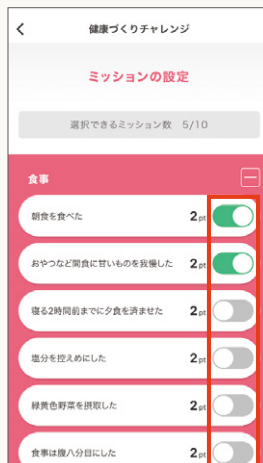 健康づくりチャレンジ
ミッションの設定
選択できるミッション数 5/10
食事
朝食を食べた 2pt
おやつなど間食に甘いものを我慢した 2pt
寝る2時間前までに夕食を済ませた 2pt
塩分を控えめにした 2pt
緑黄色野菜を摂取した 2pt
食事は腹八分目にした 2pt